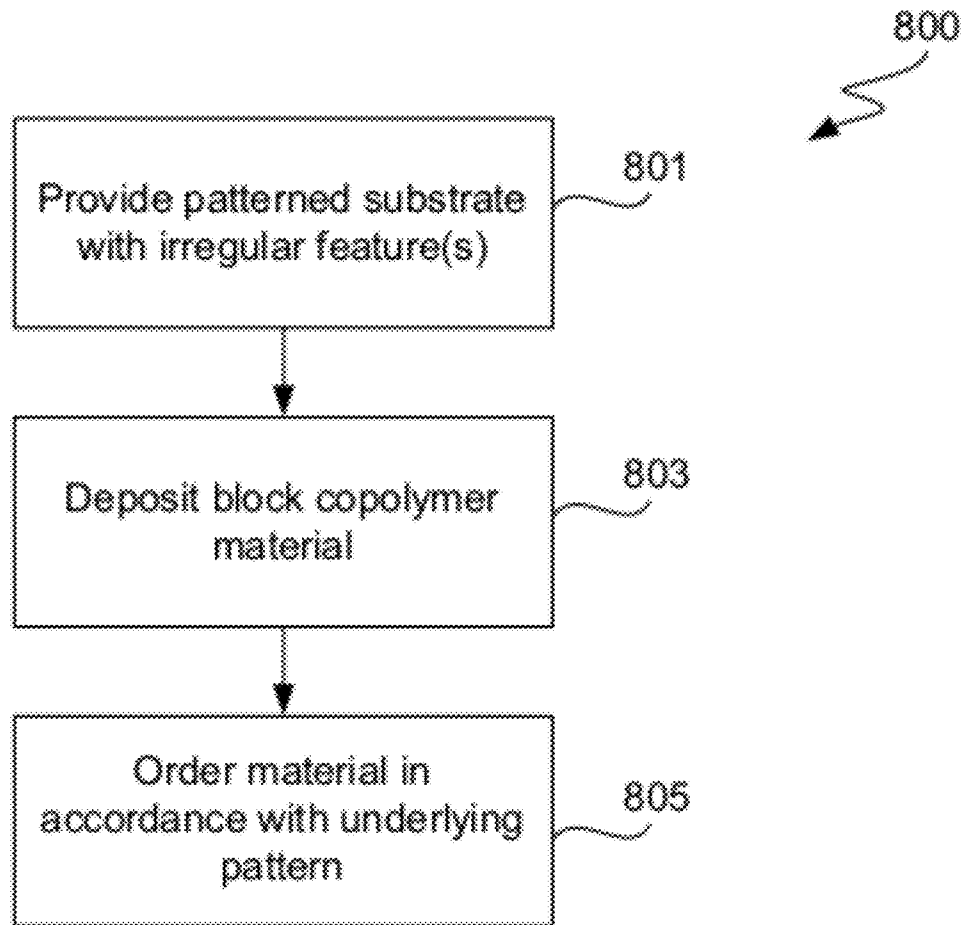 800
Provide patterned substrate
with irregular feature(s)
801
Deposit block copolymer
material
803
Order material in
accordance with underlying
pattern
805